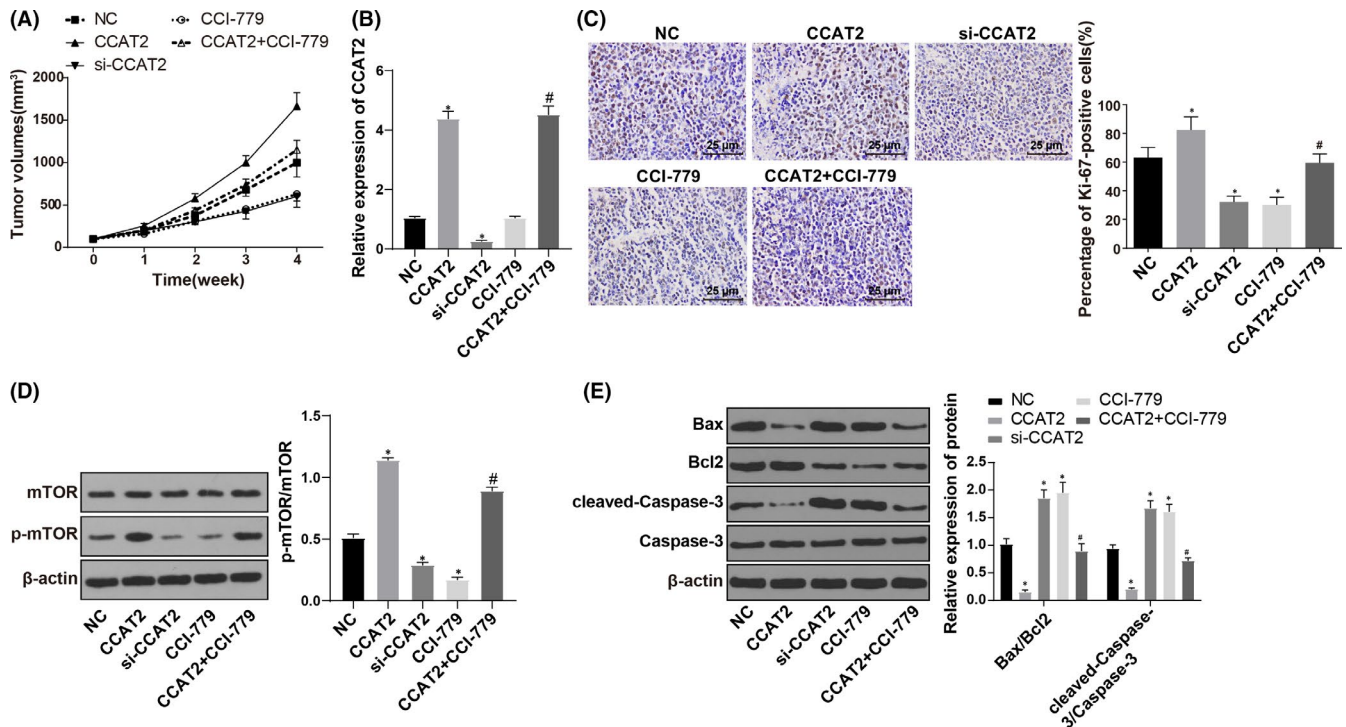 (A)
NC
CCAT2
si-CCAT2
CCI-779
CCAT2+CCI-779
Tumor volumes(mm³)
2000
1500
1000
500
0
0 1 2 3 4
Time(week)
(B)
Relative expression of CCAT2
6
4
2
0
*
*
#
NC
CCAT2
si-CCAT2
CCI-779
CCAT2+CCI-779
(C)
NC
CCAT2
si-CCAT2
25 μm
25 μm
25 μm
CCI-779
CCAT2+CCI-779
25 μm
25 μm
Percentage of Ki-67-positive cells(%)
100
80
60
40
20
0
*
*
*
#
NC
CCAT2
si-CCAT2
CCI-779
CCAT2+CCI-779
(D)
mTOR
p-mTOR
β-actin
NC
CCAT2
si-CCAT2
CCI-779
CCAT2+CCI-779
p-mTOR/mTOR
1.5
1.0
0.5
0.0
*
*
*
#
NC
CCAT2
si-CCAT2
CCI-779
CCAT2+CCI-779
(E)
Bax
Bcl2
cleaved-Caspase-3
Caspase-3
β-actin
NC
CCAT2
si-CCAT2
CCI-779
CCAT2+CCI-779
NC
CCAT2
si-CCAT2
CCI-779
CCAT2+CCI-779
Relative expression of protein
2.5
2.0
1.5
1.0
0.5
0.0
*
*
*
#
*
*
*
#
Bax/Bcl2
cleaved-Caspase-
3/Caspase-3